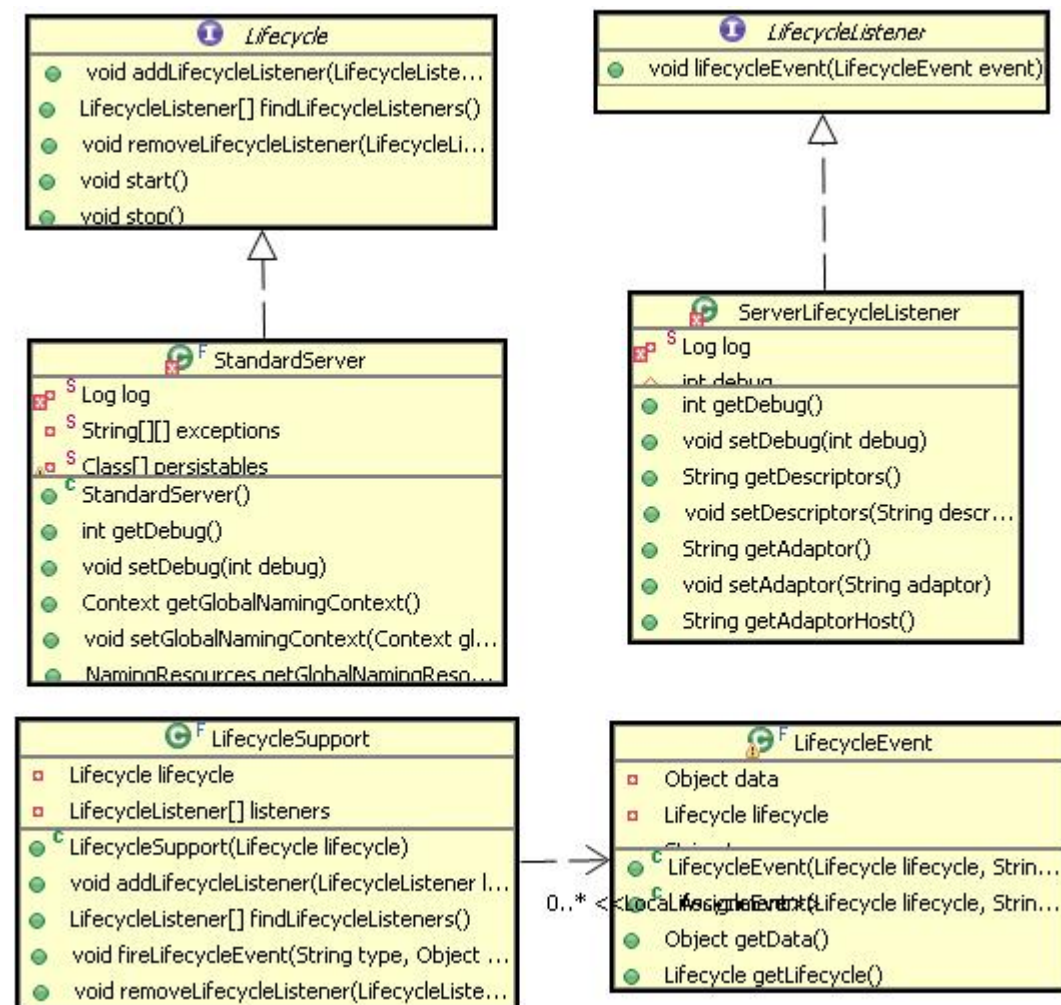 Lifecycle
void addLifecycleListener(LifecycleListe...
LifecycleListener[] findLifecycleListeners()
void removeLifecycleListener(LifecycleLi...
void start()
void stop()
LifecycleListener
void lifecycleEvent(LifecycleEvent event)
StandardServer
Log log
String[][] exceptions
Class[] persistables
StandardServer()
int getDebug()
void setDebug(int debug)
Context getGlobalNamingContext()
void setGlobalNamingContext(Context gl...
NamingResources getGlobalNamingReso...
ServerLifecycleListener
Log log
int debug
int getDebug()
void setDebug(int debug)
String getDescriptors()
void setDescriptors(String descr...
String getAdaptor()
void setAdaptor(String adaptor)
String getAdaptorHost()
LifecycleSupport
Lifecycle lifecycle
LifecycleListener[] listeners
LifecycleSupport(Lifecycle lifecycle)
void addLifecycleListener(LifecycleListener l...
LifecycleListener[] findLifecycleListeners()
void fireLifecycleEvent(String type, Object ...
void removeLifecycleListener(LifecycleListe...
0..*
LifecycleEvent
Object data
Lifecycle lifecycle
LifecycleEvent(Lifecycle lifecycle, Strin...
LifecycleEvent(Lifecycle lifecycle, Strin...
Object getData()
Lifecycle getLifecycle()